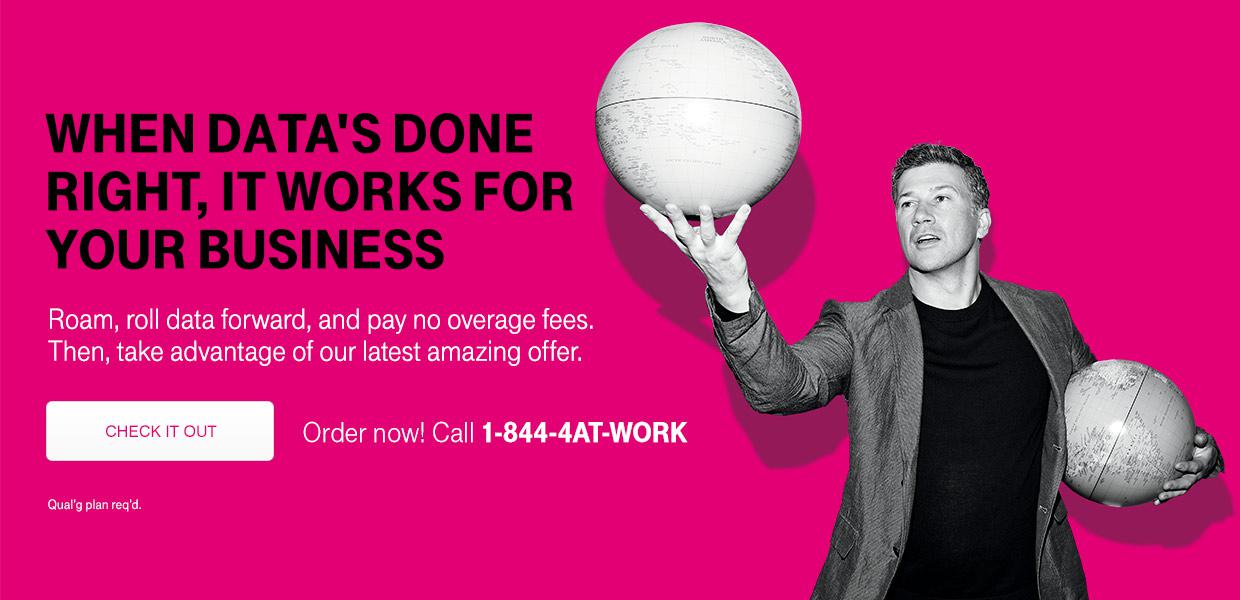 WHEN DATA'S DONE
RIGHT, IT WORKS FOR
YOUR BUSINESS
Roam, roll data forward, and pay no overage fees.
Then, take advantage of our latest amazing offer.
CHECK IT OUT
Order now! Call 1-844-4AT-WORK
Qual'g plan req'd.